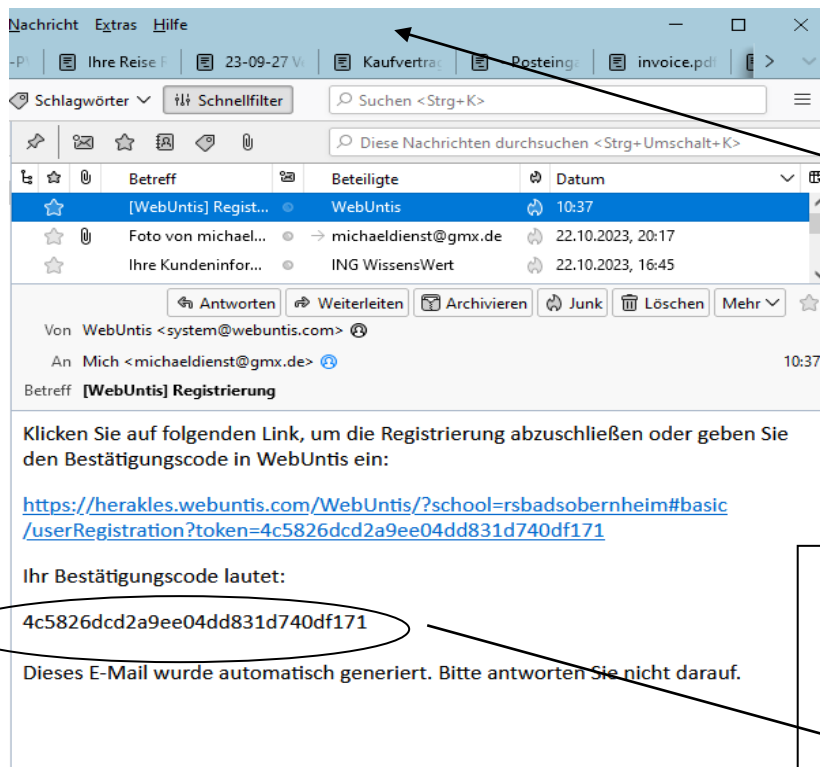 Nachricht Extras Hilfe
Ihre Reise 23-09-27 Kaufvertrag Posteinga invoice.pdf
Schlagwörter Schnellfilter Suchen <Strg+K>
Diese Nachrichten durchsuchen <Strg+Umschalt+K>
Betreff Beteiligte Datum
[WebUntis] Regist... WebUntis 10:37
Foto von michael... → michaeldienst@gmx.de 22.10.2023, 20:17
Ihre Kundeninfor... ING WissensWert 22.10.2023, 16:45
Antworten Weiterleiten Archivieren Junk Löschen Mehr
Von WebUntis <system@webuntis.com>
An Mich <michaeldienst@gmx.de> 10:37
Betreff [WebUntis] Registrierung
Klicken Sie auf folgenden Link, um die Registrierung abzuschließen oder geben Sie
den Bestätigungscode in WebUntis ein:
https://herakles.webuntis.com/WebUntis/?school=rsbadsobernheim#basic
/userRegistration?token=4c5826dcd2a9ee04dd831d740df171
Ihr Bestätigungscode lautet:
4c5826dcd2a9ee04dd831d740df171
Dieses E-Mail wurde automatisch generiert. Bitte antworten Sie nicht darauf.